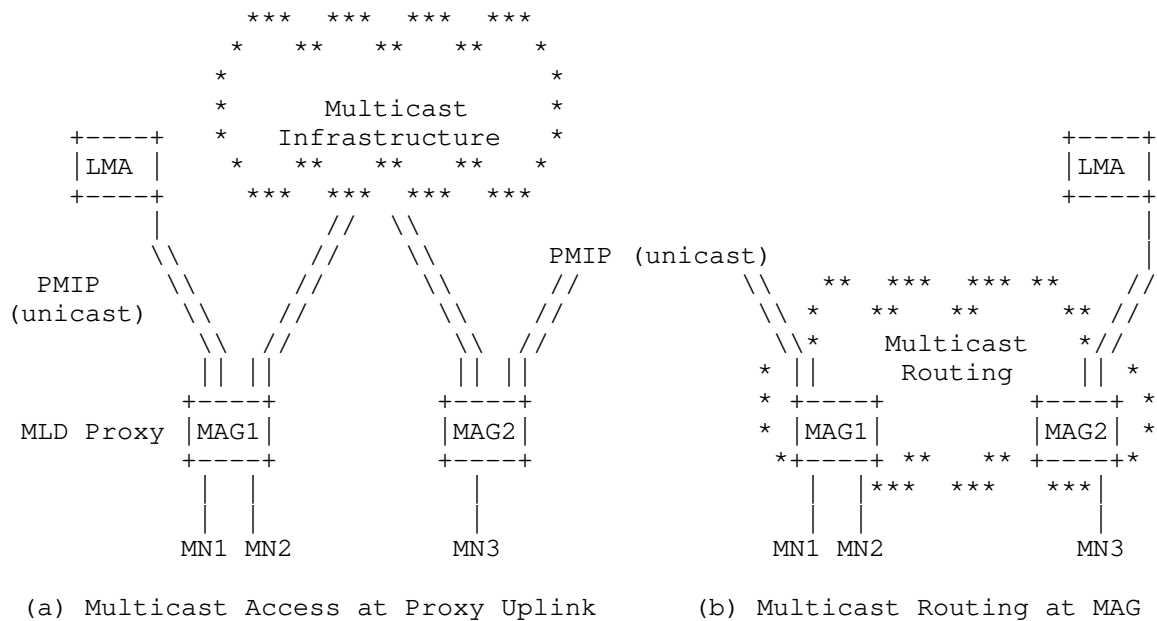 Multicast
Infrastructure
LMA
LMA
PMIP (unicast)
PMIP
(unicast)
Multicast
Routing
MLD Proxy MAG1 MAG2 MAG1 MAG2
MN1 MN2 MN3 MN1 MN2 MN3
(a) Multicast Access at Proxy Uplink (b) Multicast Routing at MAG